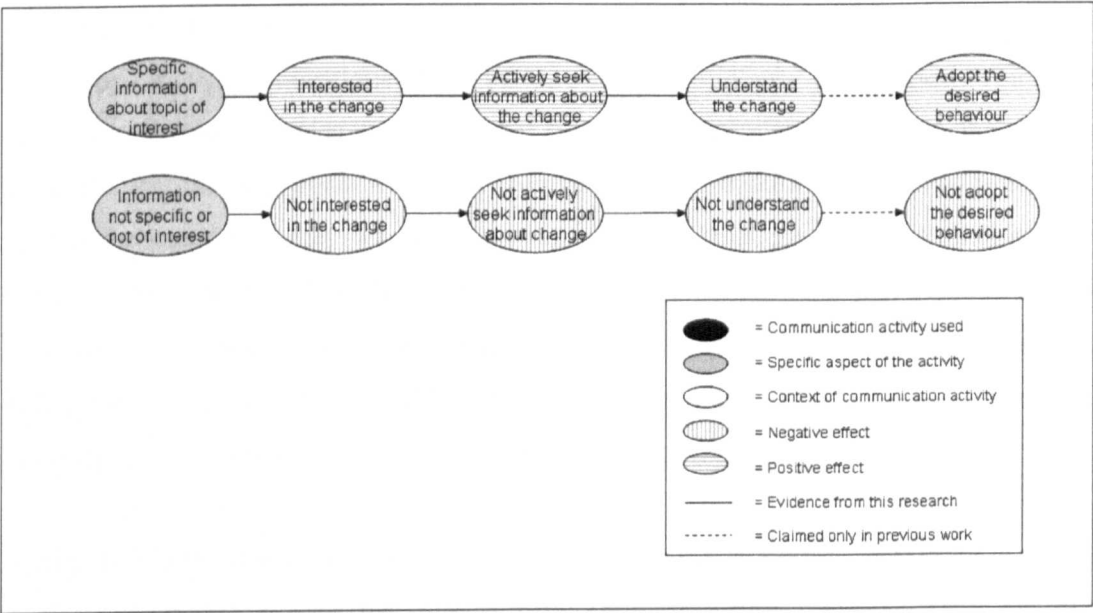 Specific
information
about topic of
interest
Interested
in the change
Actively seek
information about
the change
Understand
the change
Adopt the
desired
behaviour
Information
not specific or
not of interest
Not interested
in the change
Not actively
seek information
about change
Not understand
the change
Not adopt
the desired
behaviour
= Communication activity used
= Specific aspect of the activity
= Context of communication activity
= Negative effect
= Positive effect
= Evidence from this research
= Claimed only in previous work